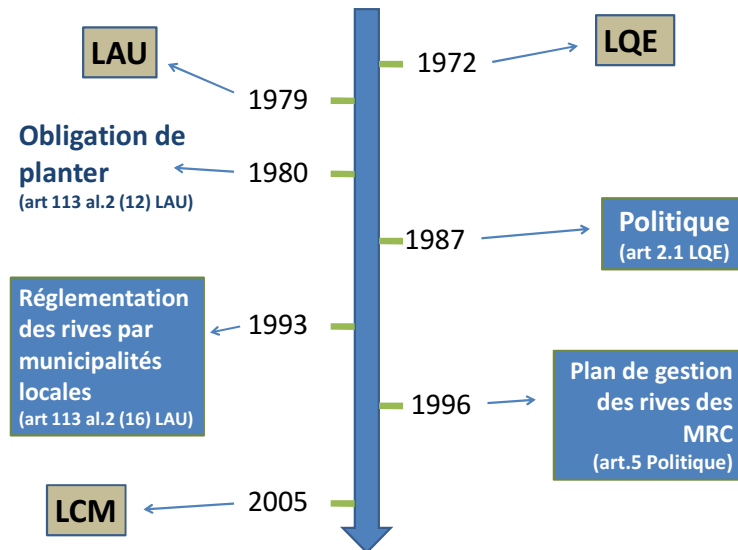 LQE
1972
LAU
1979
Obligation de
planter
(art 113 al.2 (12) LAU)
1980
1987
Politique
(art 2.1 LQE)
Réglementation
des rives par
municipalités
locales
(art 113 al.2 (16) LAU)
1993
1996
Plan de gestion
des rives des
MRC
(art.5 Politique)
LCM
2005